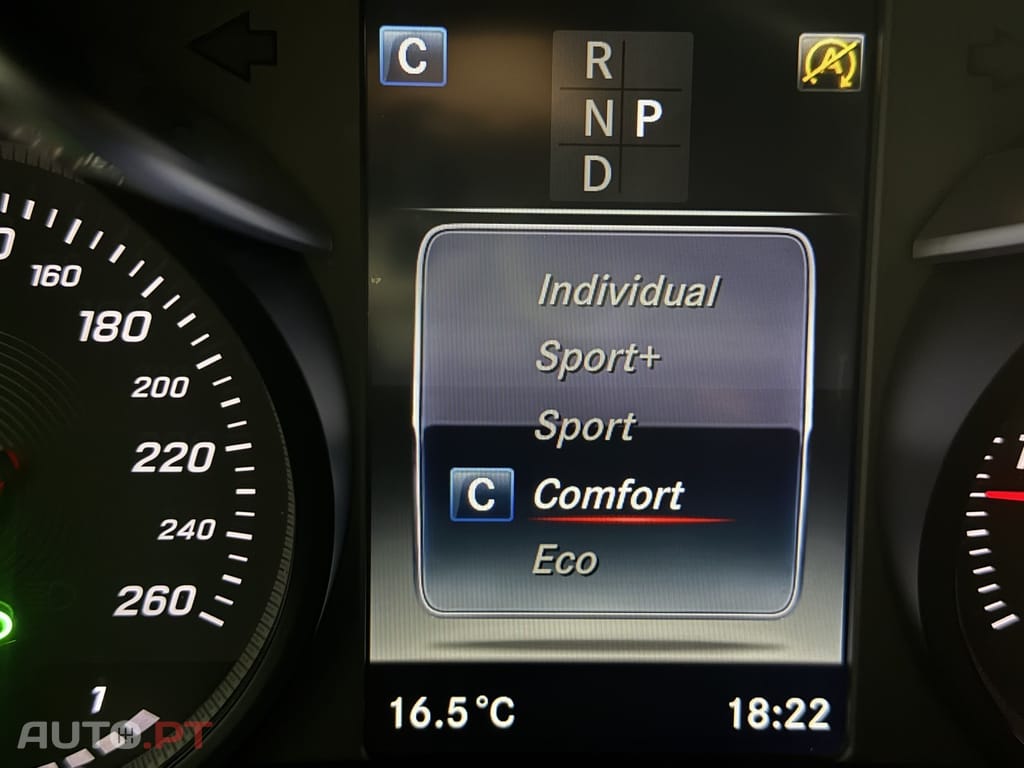 C
R
N P
D
A
160
180
200
220
240
260
1
Individual
Sport+
Sport
C Comfort
Eco
16.5°C 18:22
AUTO.PT